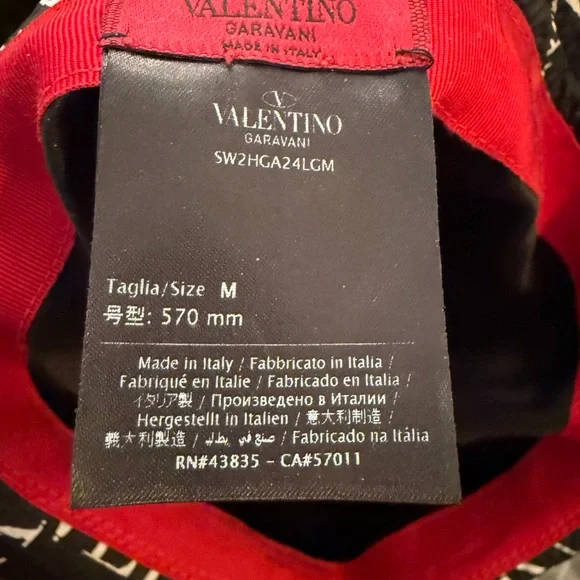 VALENTINO
GARAVANI
MADE IN ITALY
V
VALENTINO
GARAVANI
SW2HGA24LGM
Taglia/Size M
号型: 570 mm
Made in Italy / Fabbricato in Italia /
Fabriqué en Italie / Fabricado en Italia /
イタリア製 / Произведено в Италии /
Hergestellt in Italien / 意大利制造 /
義大利製造 / صنع في يطاليا / Fabricado na Itália
RN#43835 – CA#57011